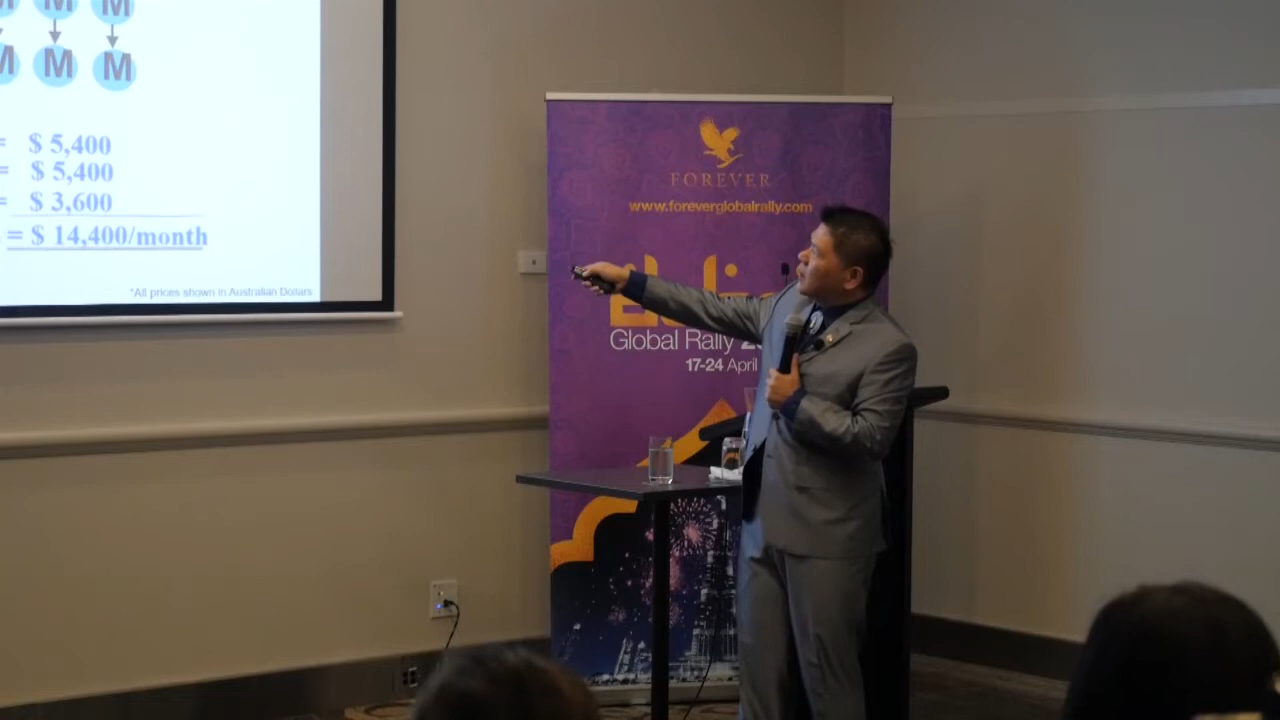 M M M
M M M
= $ 5,400
= $ 5,400
= $ 3,600
= $ 14,400/month
*All prices shown in Australian Dollars
FOREVER
www.foreverglobalrally.com
Global Rally
17-24 April